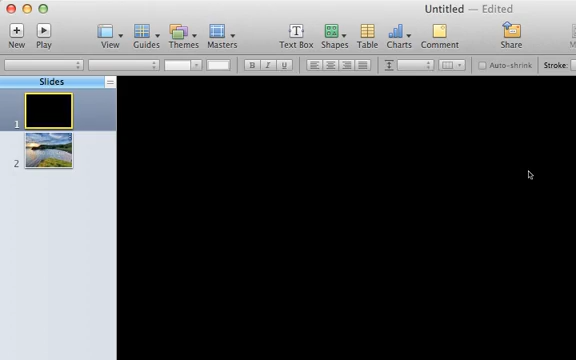 Untitled — Edited
New Play View Guides Themes Masters Text Box Shapes Table Charts Comment Share
B I U Auto-shrink Stroke:
Slides
1
2